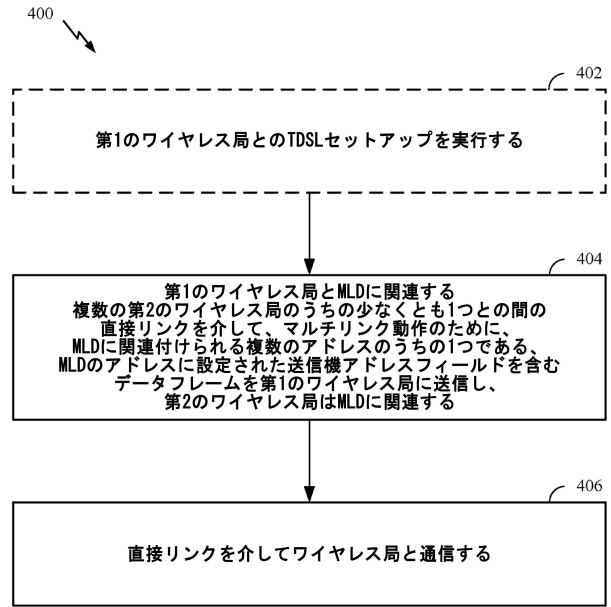 400
402
第1のワイヤレス局とのTDSLセットアップを実行する
404
第1のワイヤレス局とMLDに関連する
複数の第2のワイヤレス局のうちの少なくとも1つとの間の
直接リンクを介して、マルチリンク動作のために、
MLDに関連付けられる複数のアドレスのうちの1つである、
MLDのアドレスに設定された送信機アドレスフィールドを含む
データフレームを第1のワイヤレス局に送信し、
第2のワイヤレス局はMLDに関連する
406
直接リンクを介してワイヤレス局と通信する